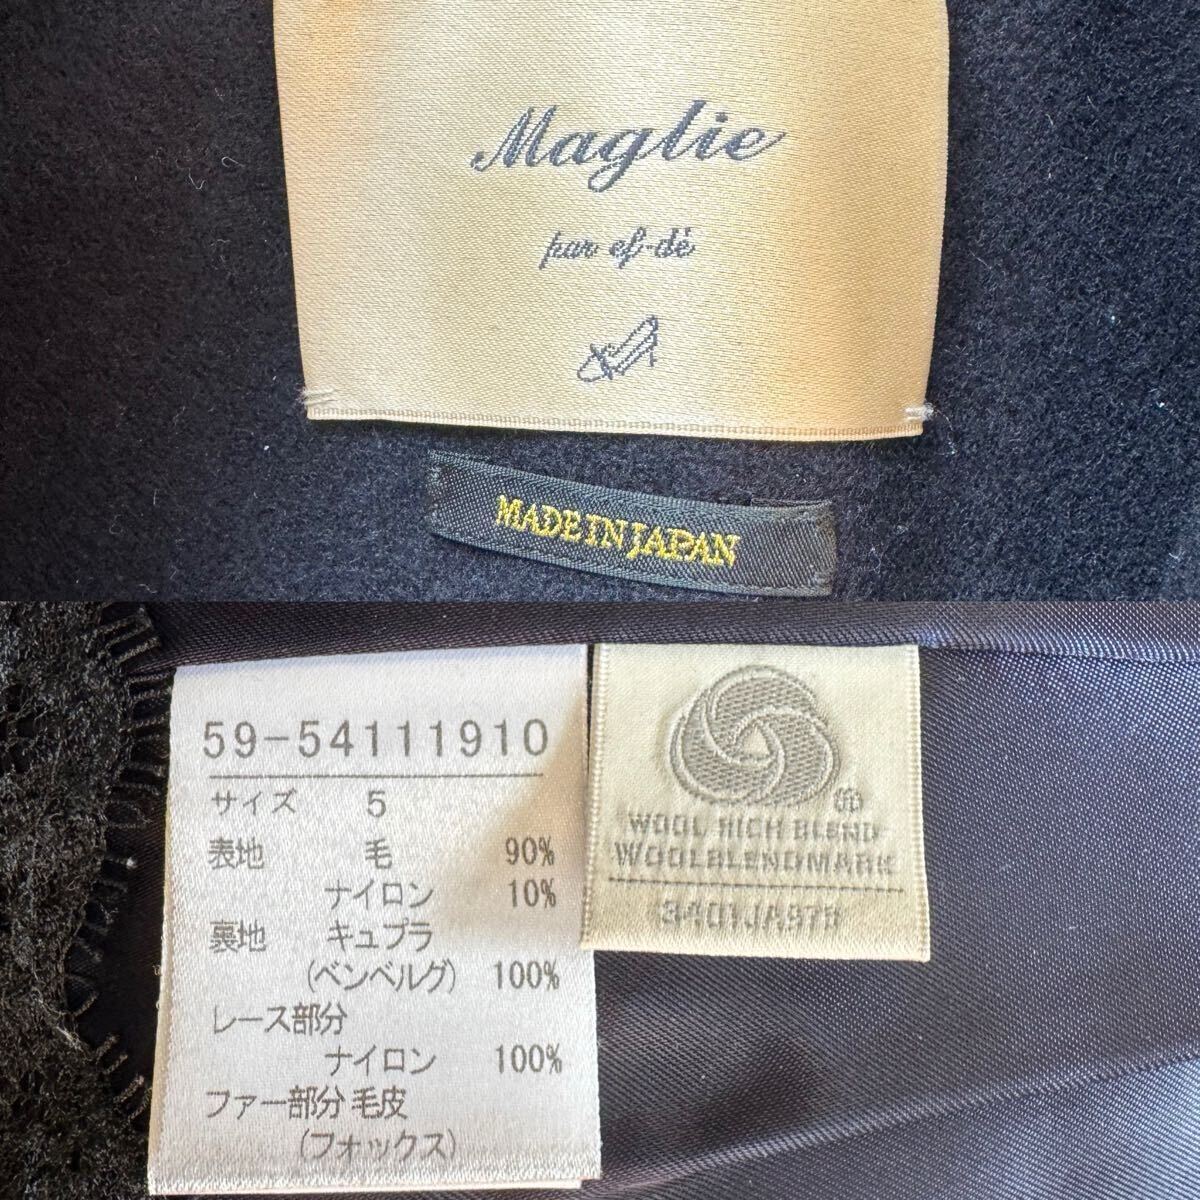 Maglie
par ef-dé
MADE IN JAPAN
59-54111910
サイズ 5
表地 毛 90%
ナイロン 10%
裏地 キュプラ
(ベンベルグ) 100%
レース部分
ナイロン 100%
ファー部分 毛皮
(フォックス)
WOOL RICH BLEND
WOOLBLENDMARK